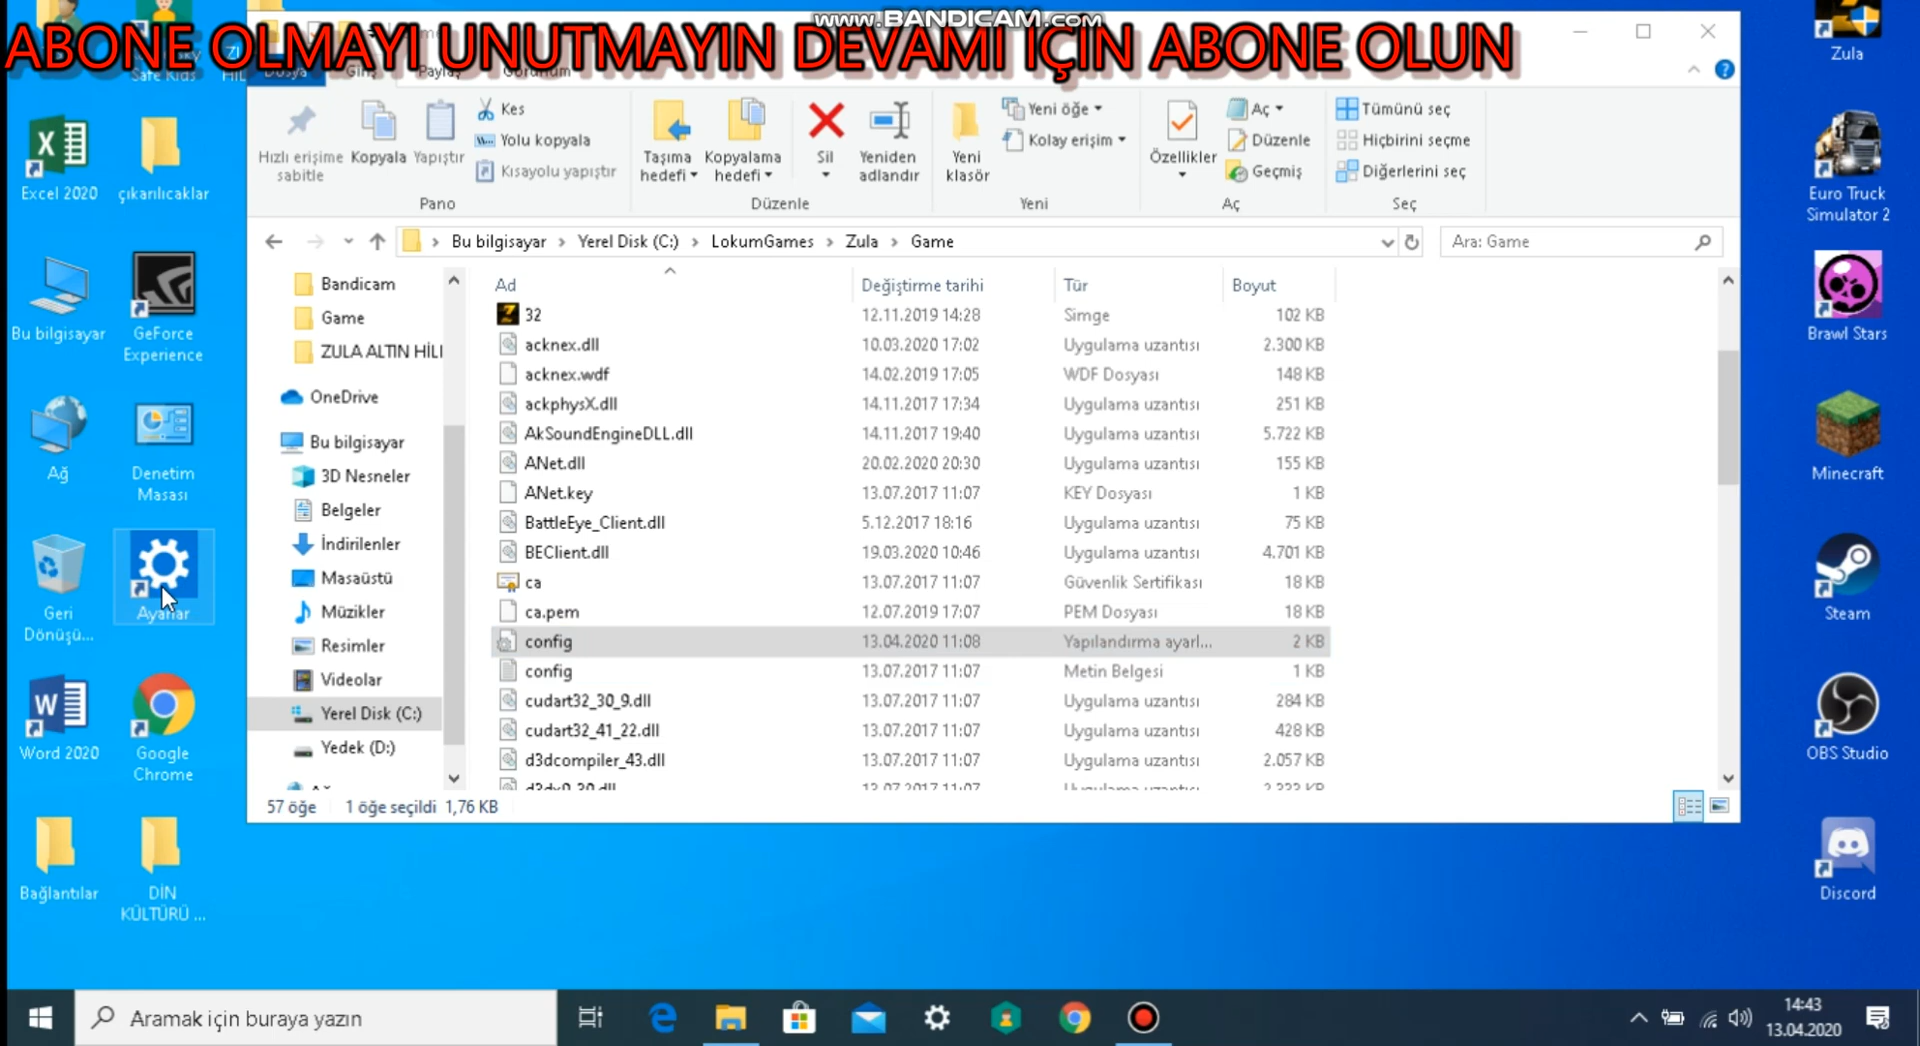 www.BANDICAM.com
ABONE OLMAYI UNUTMAYIN DEVAMI İÇİN ABONE OLUN
Safe Kids
Dosya
Giriş
Paylaş
Görünüm
Hızlı erişime sabitle
Kopyala
Yapıştır
Kes
Yolu kopyala
Kısayolu yapıştır
Pano
Taşıma hedefi
Kopyalama hedefi
Sil
Yeniden adlandır
Düzenle
Yeni klasör
Yeni öğe
Kolay erişim
Yeni
Özellikler
Aç
Düzenle
Geçmiş
Aç
Tümünü seç
Hiçbirini seçme
Diğerlerini seç
Seç
Bu bilgisayar › Yerel Disk (C:) › LokumGames › Zula › Game
Ara: Game
Bandicam
Game
ZULA ALTIN HİLİ
OneDrive
Bu bilgisayar
3D Nesneler
Belgeler
İndirilenler
Masaüstü
Müzikler
Resimler
Videolar
Yerel Disk (C:)
Yedek (D:)
Ad Değiştirme tarihi Tür Boyut
32 12.11.2019 14:28 Simge 102 KB
acknex.dll 10.03.2020 17:02 Uygulama uzantısı 2.300 KB
acknex.wdf 14.02.2019 17:05 WDF Dosyası 148 KB
ackphysX.dll 14.11.2017 17:34 Uygulama uzantısı 251 KB
AkSoundEngineDLL.dll 14.11.2017 19:40 Uygulama uzantısı 5.722 KB
ANet.dll 20.02.2020 20:30 Uygulama uzantısı 155 KB
ANet.key 13.07.2017 11:07 KEY Dosyası 1 KB
BattleEye_Client.dll 5.12.2017 18:16 Uygulama uzantısı 75 KB
BEClient.dll 19.03.2020 10:46 Uygulama uzantısı 4.701 KB
ca 13.07.2017 11:07 Güvenlik Sertifikası 18 KB
ca.pem 12.07.2019 17:07 PEM Dosyası 18 KB
config 13.04.2020 11:08 Yapılandırma ayarl... 2 KB
config 13.07.2017 11:07 Metin Belgesi 1 KB
cudart32_30_9.dll 13.07.2017 11:07 Uygulama uzantısı 284 KB
cudart32_41_22.dll 13.07.2017 11:07 Uygulama uzantısı 428 KB
d3dcompiler_43.dll 13.07.2017 11:07 Uygulama uzantısı 2.057 KB
57 öğe 1 öğe seçildi 1,76 KB
Excel 2020
çıkarılıcaklar
Bu bilgisayar
GeForce Experience
Ağ
Denetim Masası
Geri Dönüşü...
Ayarlar
Word 2020
Google Chrome
Bağlantılar
DİN KÜLTÜRÜ ...
Zula
Euro Truck Simulator 2
Brawl Stars
Minecraft
Steam
OBS Studio
Discord
Aramak için buraya yazın
14:43
13.04.2020